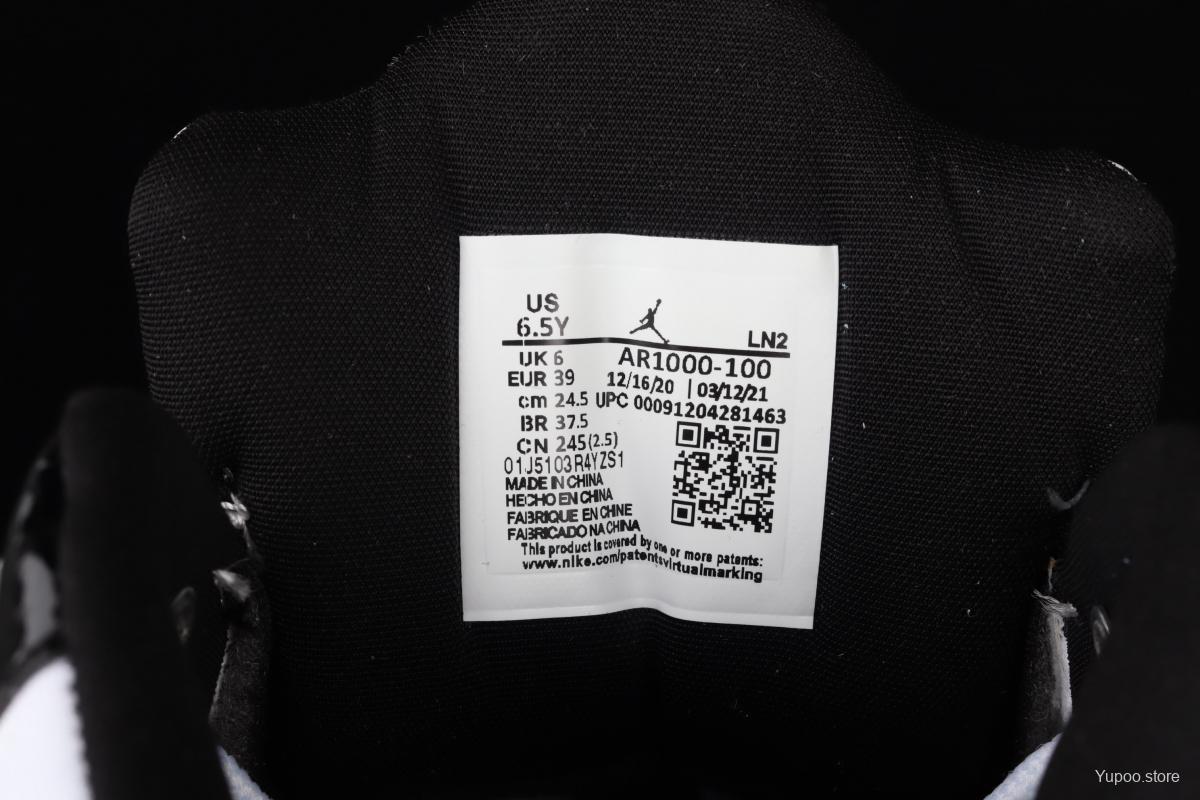 US
6.5Y
LN2
UK 6
EUR 39
cm 24.5
BR 37.5
CN 245(2.5)
AR1000-100
12/16/20 | 03/12/21
UPC 00091204281463
01J5103R4YZS1
MADE IN CHINA
HECHO EN CHINA
FABRIQUE EN CHINE
FABRICADO NA CHINA
This product is covered by one or more patents:
www.nike.com/patentsvirtualmarking
Yupoo.store